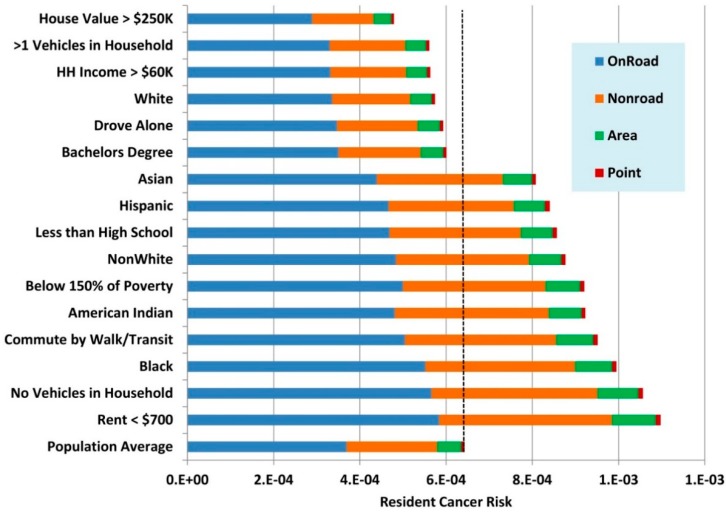 House Value > $250K
>1 Vehicles in Household
HH Income > $60K
White
Drove Alone
Bachelors Degree
Asian
Hispanic
Less than High School
NonWhite
Below 150% of Poverty
American Indian
Commute by Walk/Transit
Black
No Vehicles in Household
Rent < $700
Population Average
OnRoad
Nonroad
Area
Point
0.E+00 2.E-04 4.E-04 6.E-04 8.E-04 1.E-03 1.E-03
Resident Cancer Risk